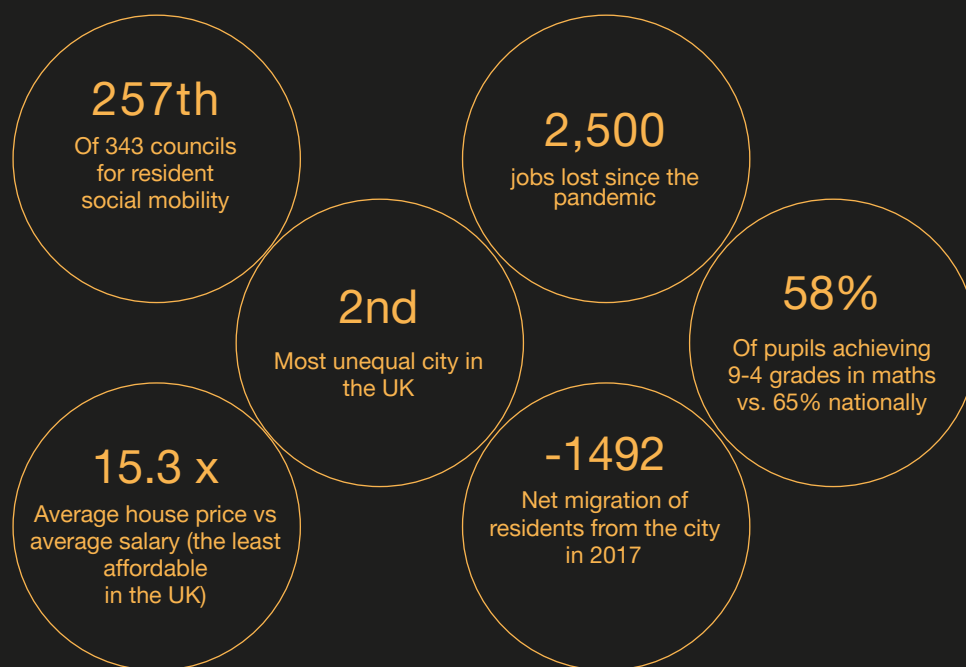 257th
Of 343 councils
for resident
social mobility
2,500
jobs lost since the
pandemic
2nd
Most unequal city in
the UK
58%
Of pupils achieving
9-4 grades in maths
vs. 65% nationally
15.3 x
Average house price vs
average salary (the least
affordable
in the UK)
-1492
Net migration of
residents from the city
in 2017